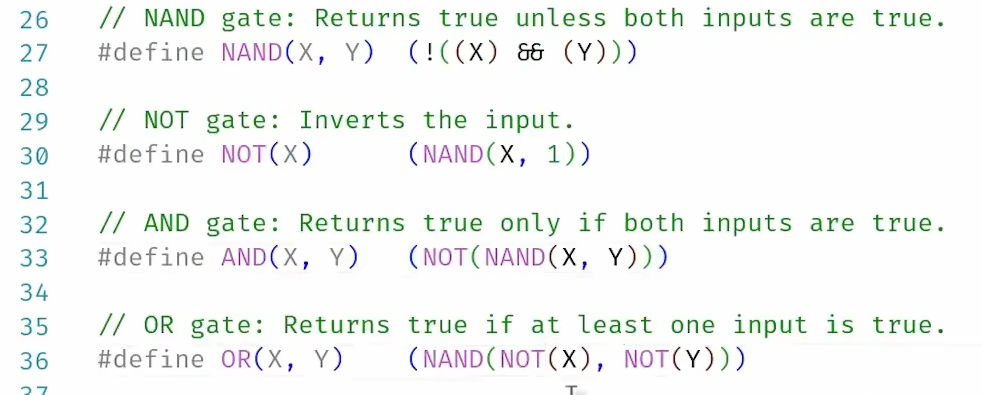 26 // NAND gate: Returns true unless both inputs are true.
27 #define NAND(X, Y)  (!((X) && (Y)))
28
29 // NOT gate: Inverts the input.
30 #define NOT(X)      (NAND(X, 1))
31
32 // AND gate: Returns true only if both inputs are true.
33 #define AND(X, Y)   (NOT(NAND(X, Y)))
34
35 // OR gate: Returns true if at least one input is true.
36 #define OR(X, Y)    (NAND(NOT(X), NOT(Y)))
37